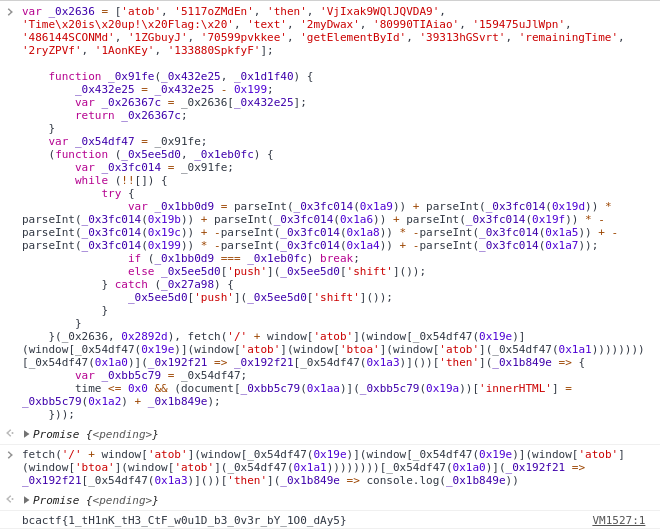 var _0x2636 = ['atob', '5117oZMdEn', 'then', 'VjIxak9WQlJQVDA9',
'Time\x20is\x20up!\x20Flag:\x20', 'text', '2myDwax', '80990TIAiao', '159475uJlWpn',
'486144SCONMd', '1ZGbuyJ', '70599pvkkee', 'getElementById', '39313hGSvrt', 'remainingTime',
'2ryZPVf', '1AonKEy', '133880SpkfyF'];
function _0x91fe(_0x432e25, _0x1d1f40) {
_0x432e25 = _0x432e25 - 0x199;
var _0x26367c = _0x2636[_0x432e25];
return _0x26367c;
}
var _0x54df47 = _0x91fe;
(function (_0x5ee5d0, _0x1eb0fc) {
var _0x3fc014 = _0x91fe;
while (!![]) {
try {
var _0x1bb0d9 = parseInt(_0x3fc014(0x1a9)) + parseInt(_0x3fc014(0x19d)) *
parseInt(_0x3fc014(0x19b)) + parseInt(_0x3fc014(0x1a6)) + parseInt(_0x3fc014(0x19f)) * -
parseInt(_0x3fc014(0x19c)) + -parseInt(_0x3fc014(0x1a8)) * -parseInt(_0x3fc014(0x1a5)) + -
parseInt(_0x3fc014(0x199)) * -parseInt(_0x3fc014(0x1a4)) + -parseInt(_0x3fc014(0x1a7));
if (_0x1bb0d9 === _0x1eb0fc) break;
else _0x5ee5d0['push'](_0x5ee5d0['shift']());
} catch (_0x27a98) {
_0x5ee5d0['push'](_0x5ee5d0['shift']());
}
}
}(_0x2636, 0x2892d), fetch('/' + window['atob'](window[_0x54df47(0x19e)]
(window[_0x54df47(0x19e)](window['atob'](window['btoa'](window['atob'](_0x54df47(0x1a1))))))))
[_0x54df47(0x1a0)](_0x192f21 => _0x192f21[_0x54df47(0x1a3)]())['then'](_0x1b849e => {
var _0xbb5c79 = _0x54df47;
time <= 0x0 && (document[_0xbb5c79(0x1aa)](_0xbb5c79(0x19a))['innerHTML'] =
_0xbb5c79(0x1a2) + _0x1b849e);
}));
Promise {<pending>}
fetch('/' + window['atob'](window[_0x54df47(0x19e)](window[_0x54df47(0x19e)](window['atob']
(window['btoa'](window['atob'](_0x54df47(0x1a1))))))))[_0x54df47(0x1a0)](_0x192f21 =>
_0x192f21[_0x54df47(0x1a3)]())['then'](_0x1b849e => console.log(_0x1b849e))
Promise {<pending>}
bcactf{1_tH1nK_tH3_CtF_w0u1D_b3_0v3r_bY_1O0_dAy5} VM1527:1